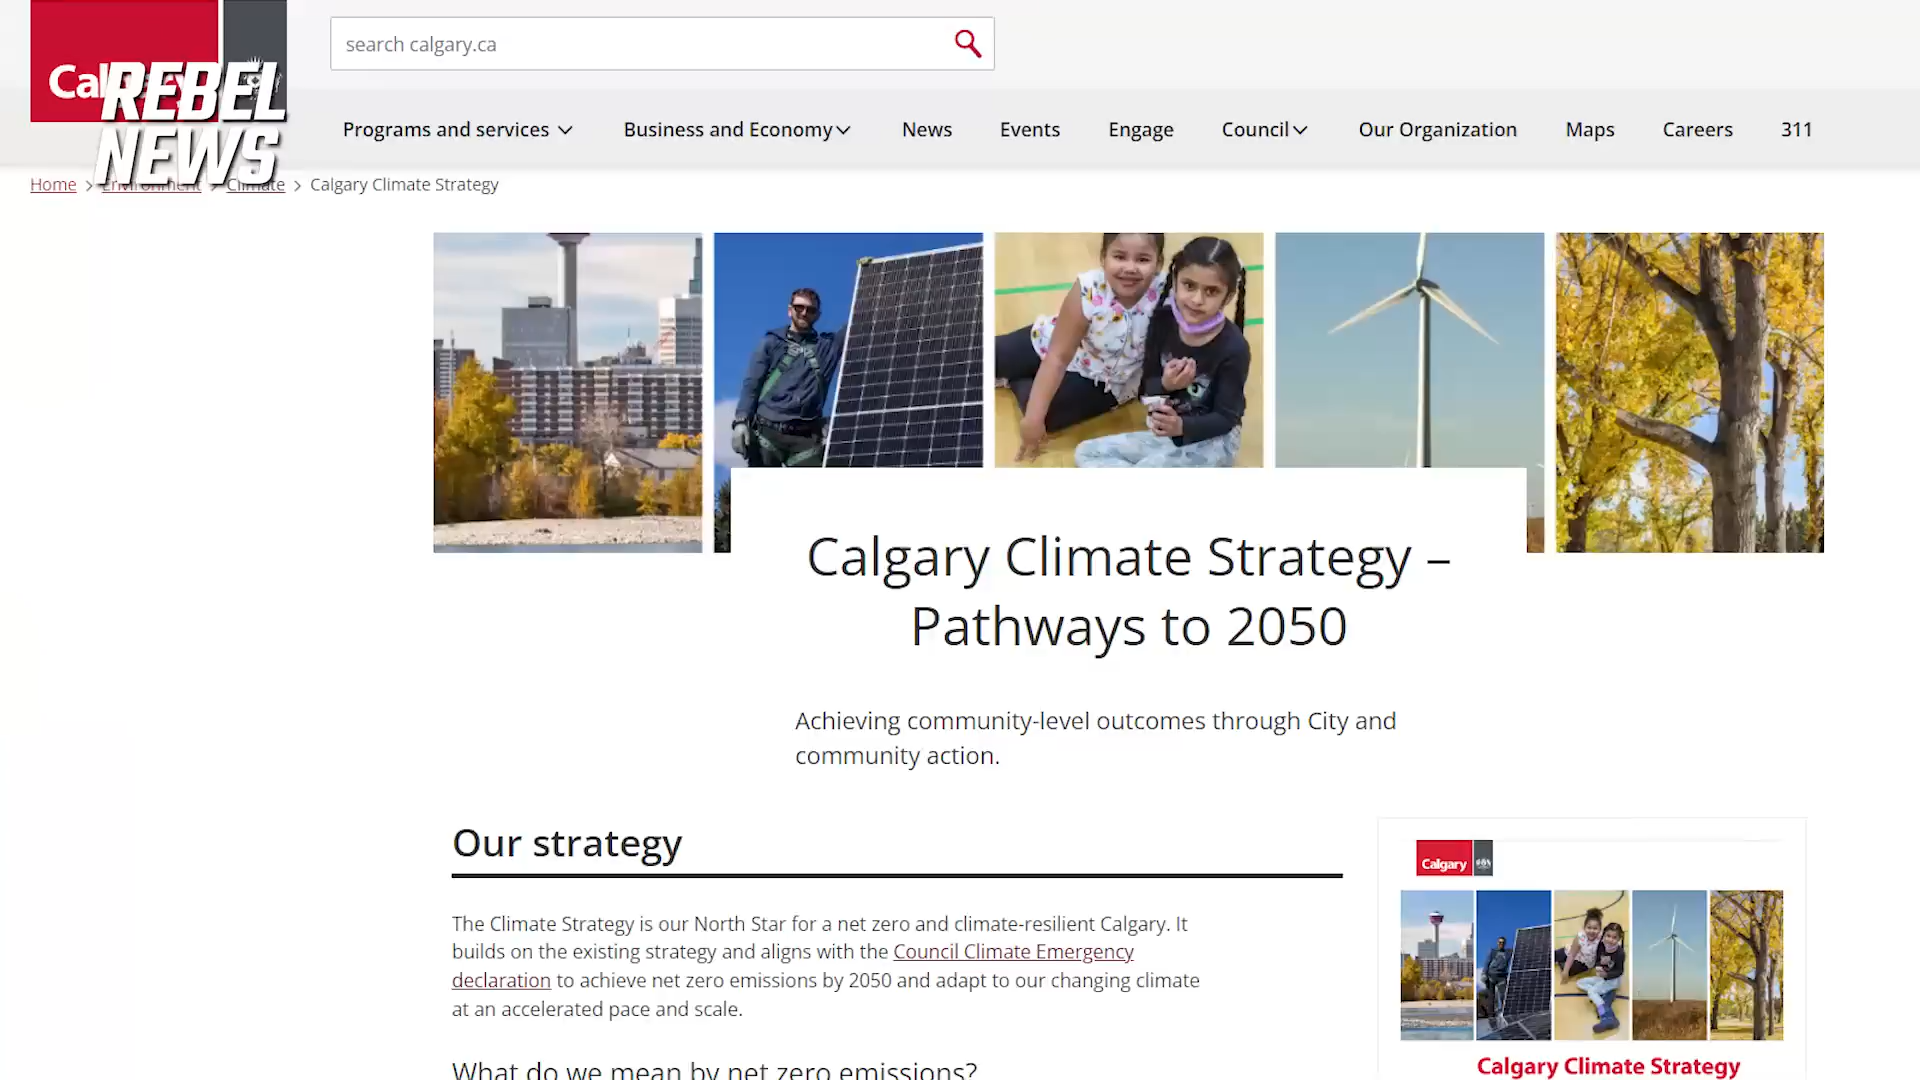 search calgary.ca
REBEL
NEWS
Programs and services
Business and Economy
News
Events
Engage
Council
Our Organization
Maps
Careers
311
Home > Environment > Climate > Calgary Climate Strategy
Calgary Climate Strategy –
Pathways to 2050
Achieving community-level outcomes through City and
community action.
Our strategy
The Climate Strategy is our North Star for a net zero and climate-resilient Calgary. It
builds on the existing strategy and aligns with the Council Climate Emergency
declaration to achieve net zero emissions by 2050 and adapt to our changing climate
at an accelerated pace and scale.
What do we mean by net zero emissions?
Calgary
Calgary Climate Strategy